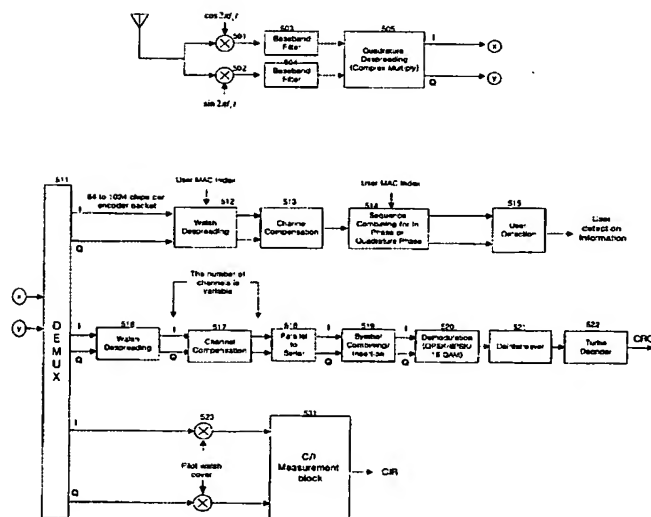 cos 2πfct
501
503
Baseband Filter
505
Quadrature Despreading (Complex Multiply)
I
x
502
504
Baseband Filter
Q
y
sin 2πfct
511
DEMUX
x
y
I
64 to 1024 chips per encoder packet
Q
User MAC Index
512
Walsh Despreading
513
Channel Compensation
User MAC Index
514
Sequence Combining for In Phase or Quadrature Phase
515
User Detection
User detection Information
The number of channels is variable
I
Q
516
Walsh Despreading
I
Q
517
Channel Compensation
518
Parallel to Serial
I
Q
519
Symbol Combining/ Insertion
I
Q
520
Demodulation (QPSK/8PSK/ 16 QAM)
521
Deinterleaver
522
Turbo Decoder
CRC
I
523
Pilot walsh cover
Q
531
C/I Measurement block